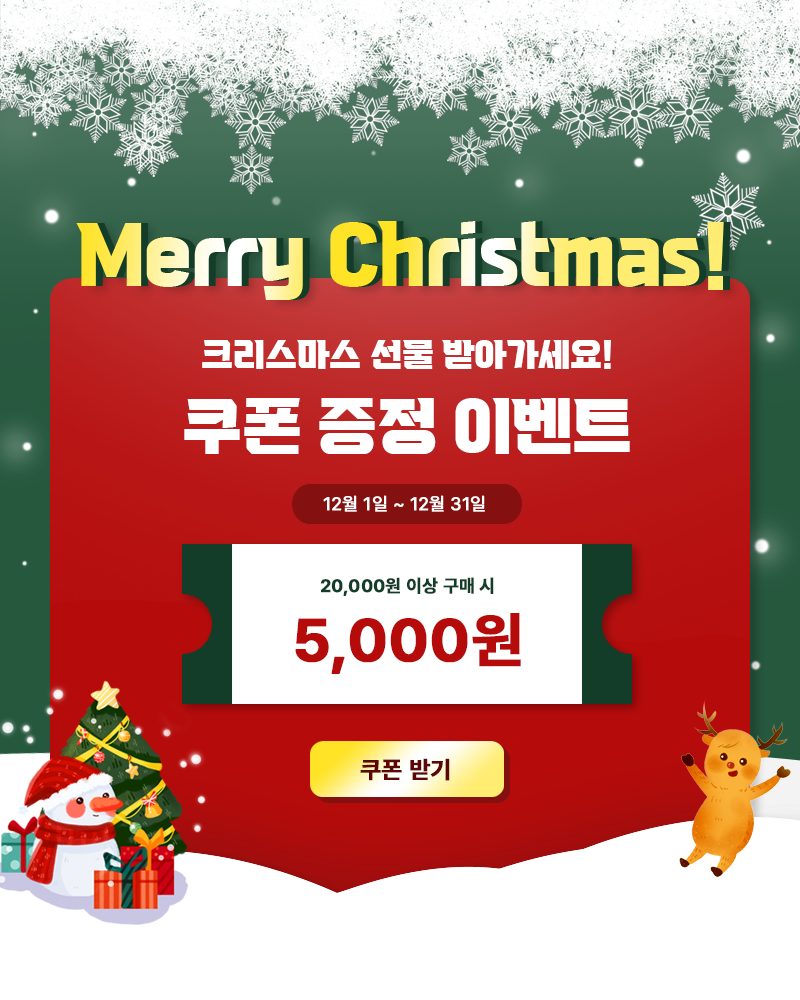 Merry Christmas!
크리스마스 선물 받아가세요!
쿠폰 증정 이벤트
12월 1일 ~ 12월 31일
20,000원 이상 구매 시
5,000원
쿠폰 받기